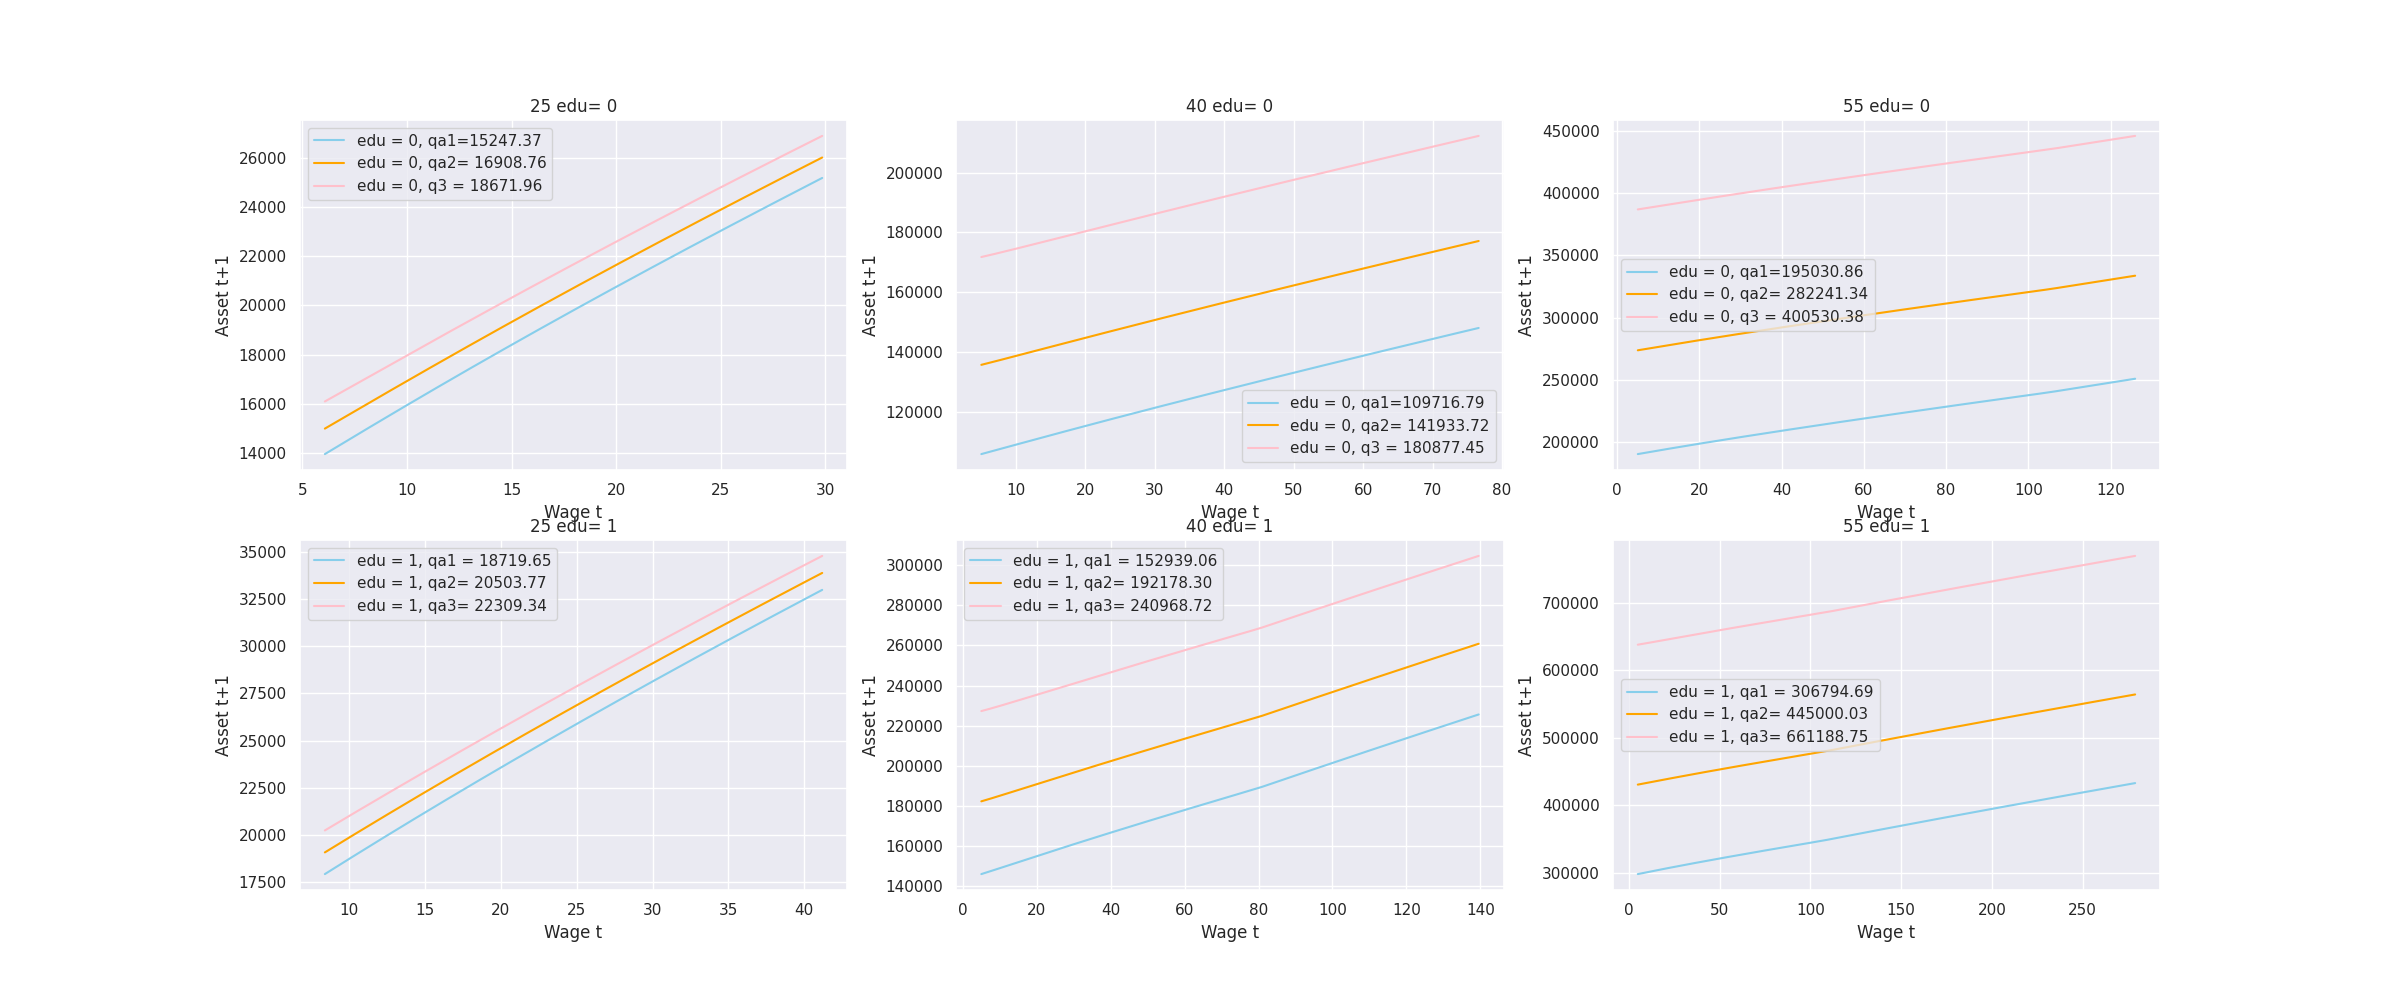 25 edu= 0
edu = 0, qa1=15247.37
edu = 0, qa2= 16908.76
edu = 0, q3 = 18671.96
26000
24000
22000
20000
18000
16000
14000
Asset t+1
5 10 15 20 25 30
Wage t
40 edu= 0
200000
180000
160000
140000
120000
Asset t+1
edu = 0, qa1=109716.79
edu = 0, qa2= 141933.72
edu = 0, q3 = 180877.45
10 20 30 40 50 60 70 80
Wage t
55 edu= 0
450000
400000
350000
300000
250000
200000
Asset t+1
edu = 0, qa1=195030.86
edu = 0, qa2= 282241.34
edu = 0, q3 = 400530.38
0 20 40 60 80 100 120
Wage t
25 edu= 1
edu = 1, qa1 = 18719.65
edu = 1, qa2= 20503.77
edu = 1, qa3= 22309.34
35000
32500
30000
27500
25000
22500
20000
17500
Asset t+1
10 15 20 25 30 35 40
Wage t
40 edu= 1
edu = 1, qa1 = 152939.06
edu = 1, qa2= 192178.30
edu = 1, qa3= 240968.72
300000
280000
260000
240000
220000
200000
180000
160000
140000
Asset t+1
0 20 40 60 80 100 120 140
Wage t
55 edu= 1
700000
600000
500000
400000
300000
Asset t+1
edu = 1, qa1 = 306794.69
edu = 1, qa2= 445000.03
edu = 1, qa3= 661188.75
0 50 100 150 200 250
Wage t